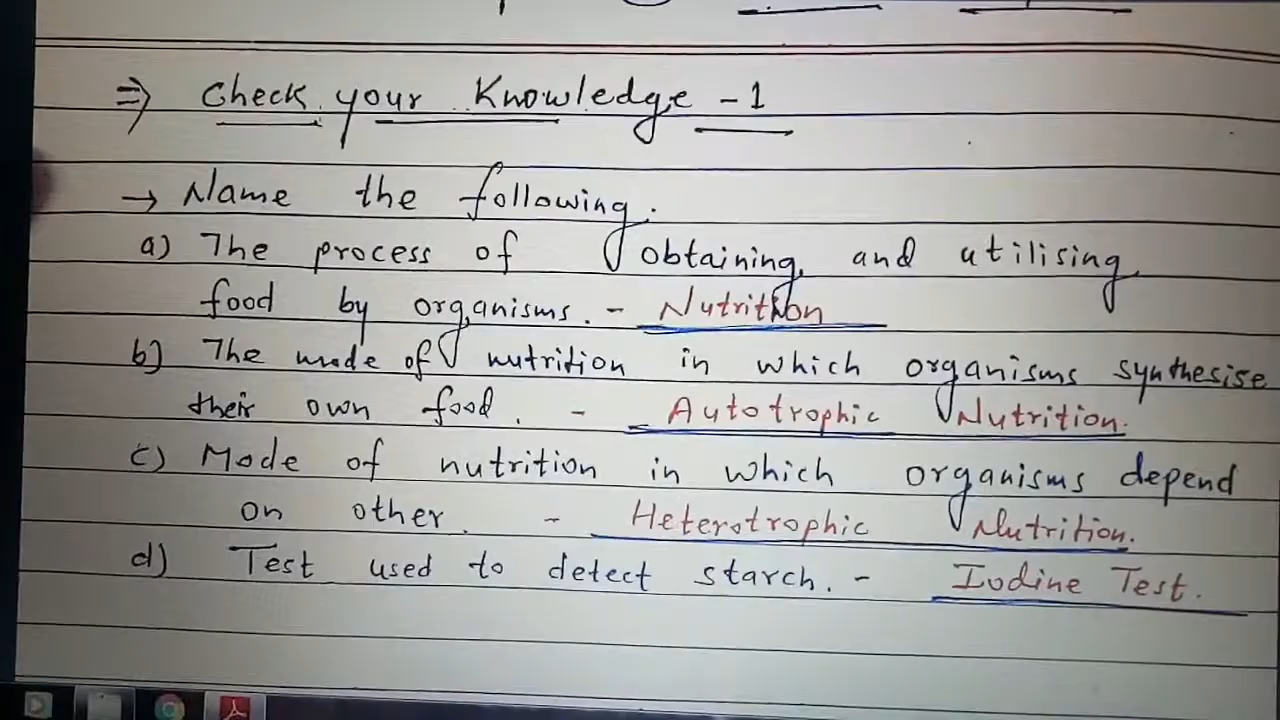 ⇒ Check your Knowledge - 1
→ Name the following.
a) The process of obtaining and utilising
food by organisms. - Nutrition
b) The mode of nutrition in which organisms synthesise
their own food. - Autotrophic Nutrition.
c) Mode of nutrition in which organisms depend
on other. - Heterotrophic Nutrition.
d) Test used to detect starch. - Iodine Test.